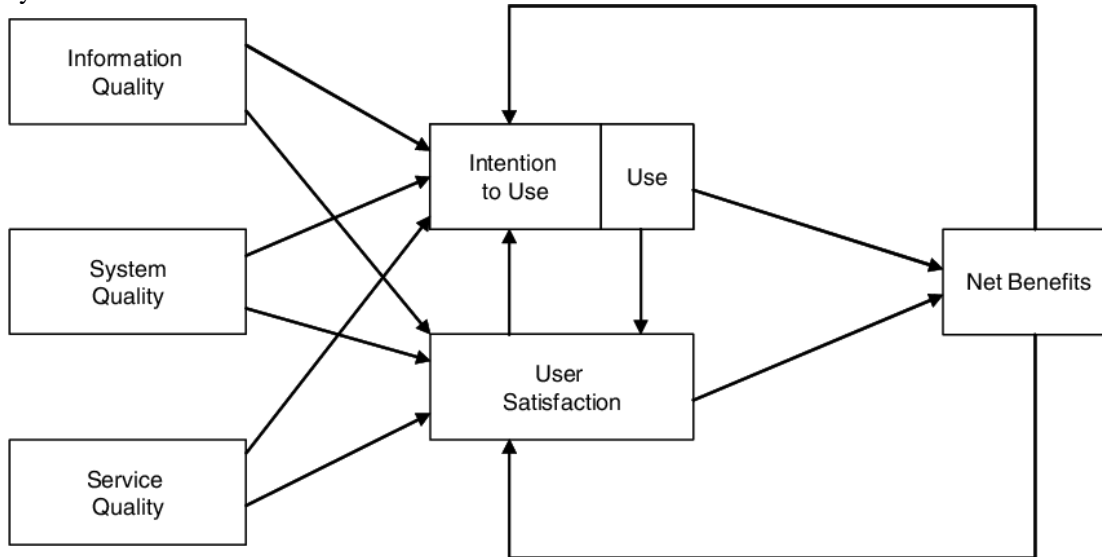 Information
Quality
Intention
to Use
Use
System
Quality
Net Benefits
User
Satisfaction
Service
Quality